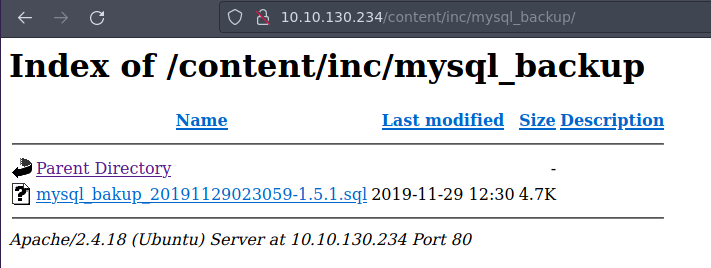 10.10.130.234/content/inc/mysql_backup/
Index of /content/inc/mysql_backup
Name Last modified Size Description
Parent Directory -
mysql_bakup_20191129023059-1.5.1.sql 2019-11-29 12:30 4.7K
Apache/2.4.18 (Ubuntu) Server at 10.10.130.234 Port 80